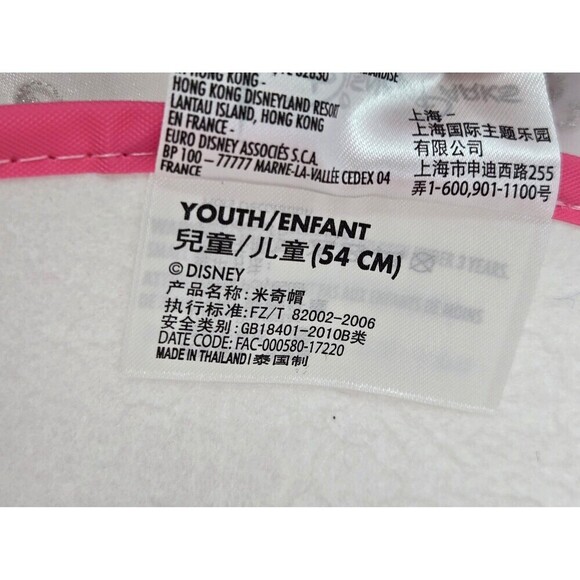 HONG KONG -
HONG KONG DISNEYLAND RESORT
LANTAU ISLAND, HONG KONG
EN FRANCE -
EURO DISNEY ASSOCIÉS S.C.A.
BP 100 - 77777 MARNE-LA-VALLÉE CEDEX 04
FRANCE
上海 -
上海国际主题乐园
有限公司
上海市申迪西路255
弄1-600,901-1100号
YOUTH/ENFANT
兒童/儿童 (54 CM)
© DISNEY
产品名称: 米奇帽
执行标准: FZ/T 82002-2006
安全类别: GB18401-2010B类
DATE CODE: FAC-000580-17220
MADE IN THAILAND / 泰国制